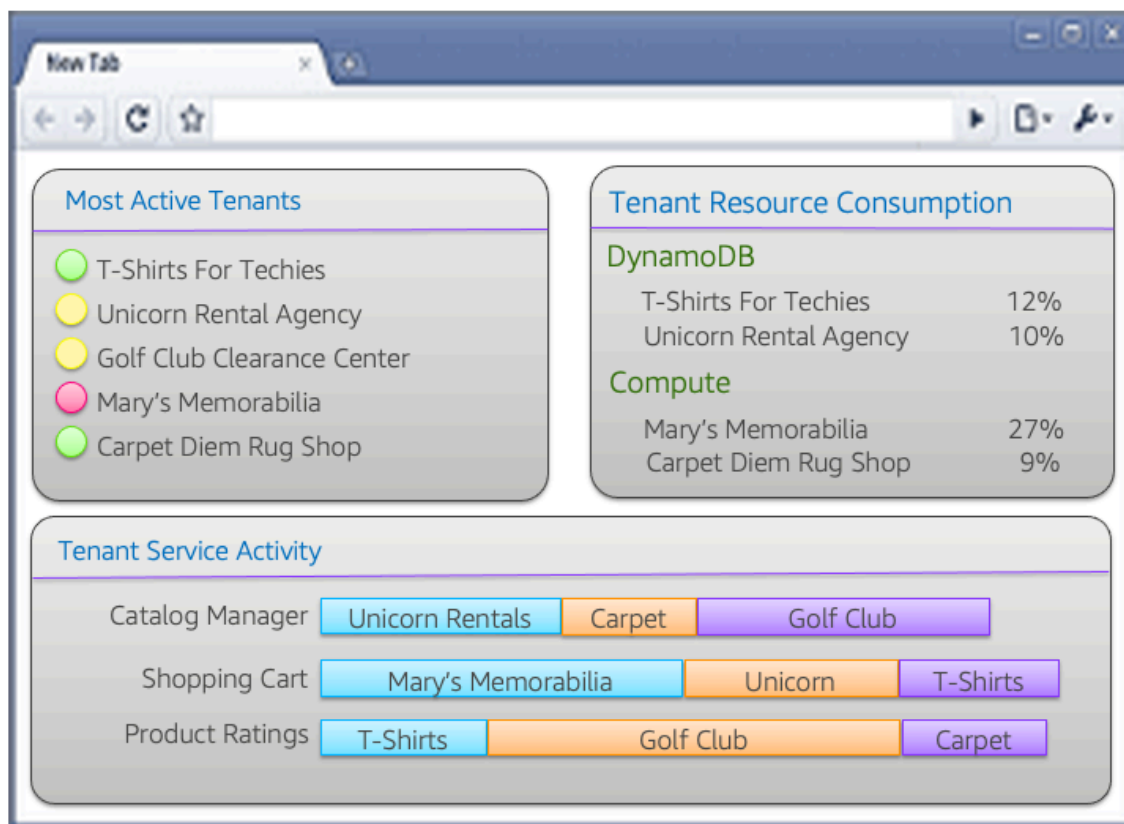 New Tab
Most Active Tenants
T-Shirts For Techies
Unicorn Rental Agency
Golf Club Clearance Center
Mary's Memorabilia
Carpet Diem Rug Shop
Tenant Resource Consumption
DynamoDB
T-Shirts For Techies 12%
Unicorn Rental Agency 10%
Compute
Mary's Memorabilia 27%
Carpet Diem Rug Shop 9%
Tenant Service Activity
Catalog Manager Unicorn Rentals Carpet Golf Club
Shopping Cart Mary's Memorabilia Unicorn T-Shirts
Product Ratings T-Shirts Golf Club Carpet